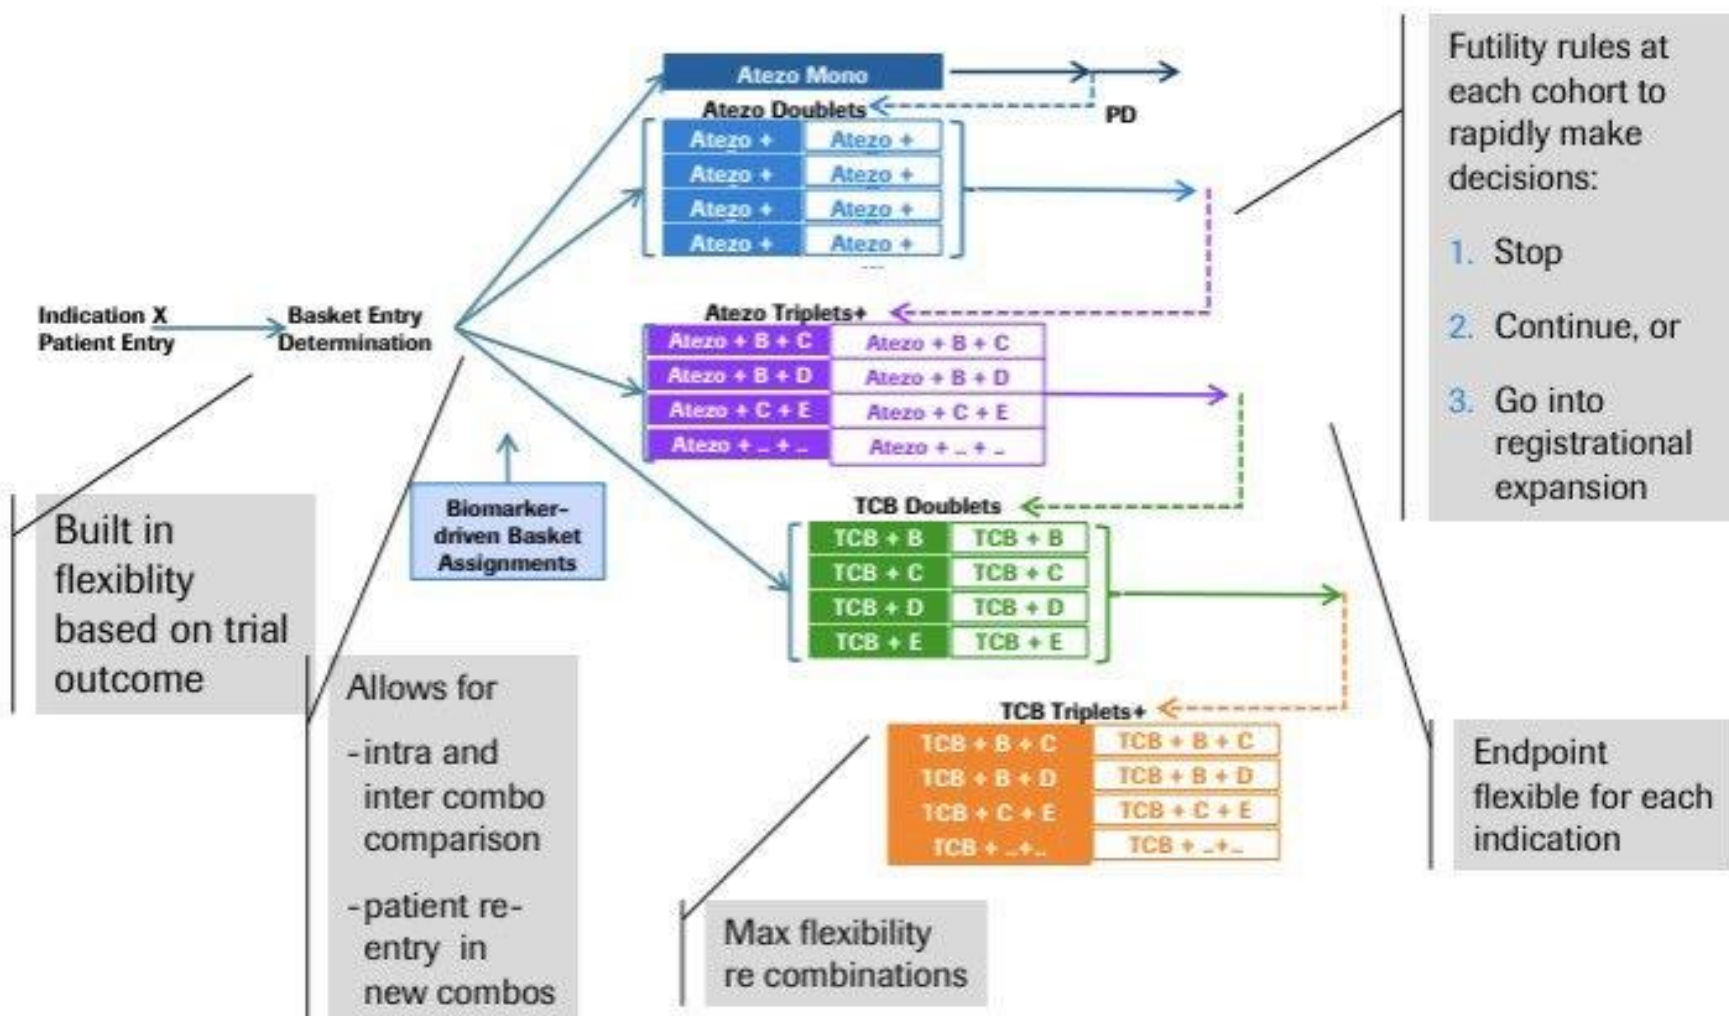 Atezo Mono
Atezo Doublets
PD
Atezo + Atezo +
Atezo + Atezo +
Atezo + Atezo +
Atezo + Atezo +
...
Indication X
Patient Entry
Basket Entry
Determination
Atezo Triplets+
Atezo + B + C Atezo + B + C
Atezo + B + D Atezo + B + D
Atezo + C + E Atezo + C + E
Atezo + .. + .. Atezo + .. + ..
Biomarker-
driven Basket
Assignments
TCB Doublets
TCB + B TCB + B
TCB + C TCB + C
TCB + D TCB + D
TCB + E TCB + E
TCB Triplets+
TCB + B + C TCB + B + C
TCB + B + D TCB + B + D
TCB + C + E TCB + C + E
TCB + ..+.. TCB + ..+..
Built in
flexiblity
based on trial
outcome
Allows for
-intra and
inter combo
comparison
-patient re-
entry in
new combos
Max flexibility
re combinations
Futility rules at
each cohort to
rapidly make
decisions:
1. Stop
2. Continue, or
3. Go into
registrational
expansion
Endpoint
flexible for each
indication